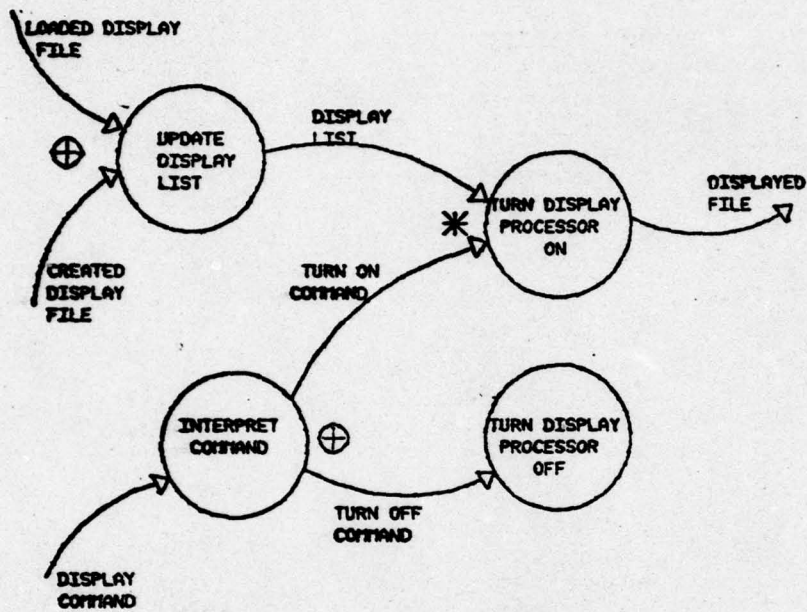 LOADED DISPLAY
FILE
UPDATE
DISPLAY
LIST
DISPLAY
LIST
TURN DISPLAY
PROCESSOR
ON
DISPLAYED
FILE
CREATED
DISPLAY
FILE
TURN ON
COMMAND
INTERPRET
COMMAND
TURN DISPLAY
PROCESSOR
OFF
TURN OFF
COMMAND
DISPLAY
COMMAND